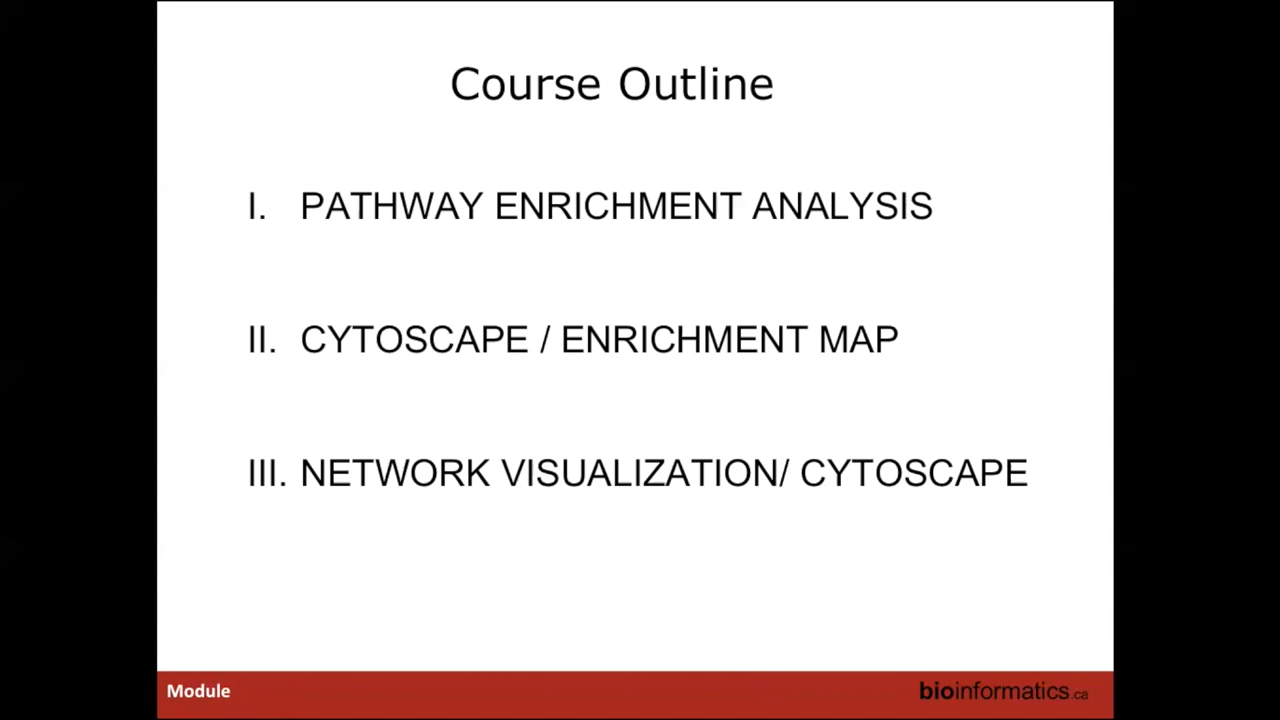 Course Outline
I. PATHWAY ENRICHMENT ANALYSIS
II. CYTOSCAPE / ENRICHMENT MAP
III. NETWORK VISUALIZATION/ CYTOSCAPE
Module
bioinformatics.ca